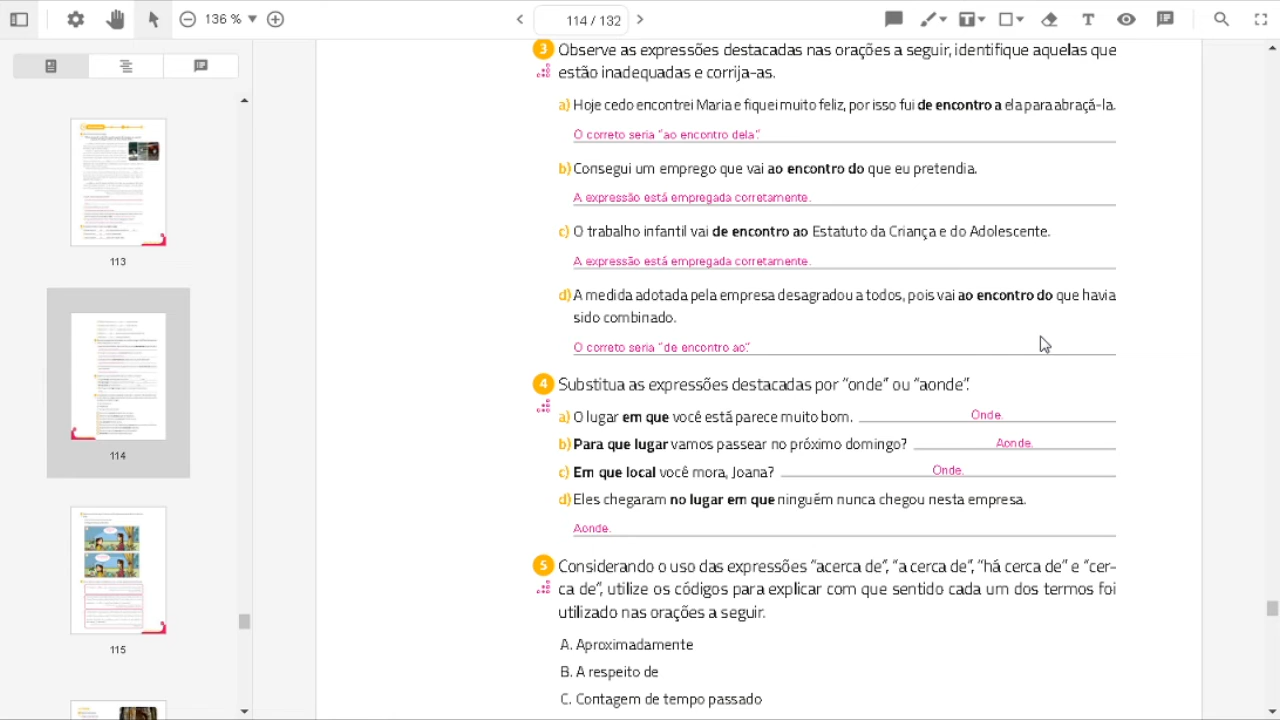 136 %
114 / 132
3 Observe as expressões destacadas nas orações a seguir, identifique aquelas que
estão inadequadas e corrija-as.
a) Hoje cedo encontrei Maria e fiquei muito feliz, por isso fui de encontro a ela para abraçá-la.
O correto seria "ao encontro dela".
b) Consegui um emprego que vai ao encontro do que eu pretendia.
A expressão está empregada corretamente.
O trabalho infantil vai de encontro ao Estatuto da Criança e do Adolescente.
A expressão está empregada corretamente.
d) A medida adotada pela empresa desagradou a todos, pois vai ao encontro do que havia
sido combinado.
O correto seria "de encontro ao".
4 Substitua as expressões destacadas por "onde" ou "aonde".
O lugar em que você está parece muito bom. Onde.
b) Para que lugar vamos passear no próximo domingo? Aonde.
c) Em que local você mora, Joana? Onde.
d) Eles chegaram no lugar em que ninguém nunca chegou nesta empresa.
Aonde.
5 Considerando o uso das expressões "acerca de", "a cerca de", "há cerca de" e "cer-
ca de", utilize os códigos para explicar em que sentido cada um dos termos foi
utilizado nas orações a seguir.
A. Aproximadamente
B. A respeito de
C. Contagem de tempo passado
113
114
115